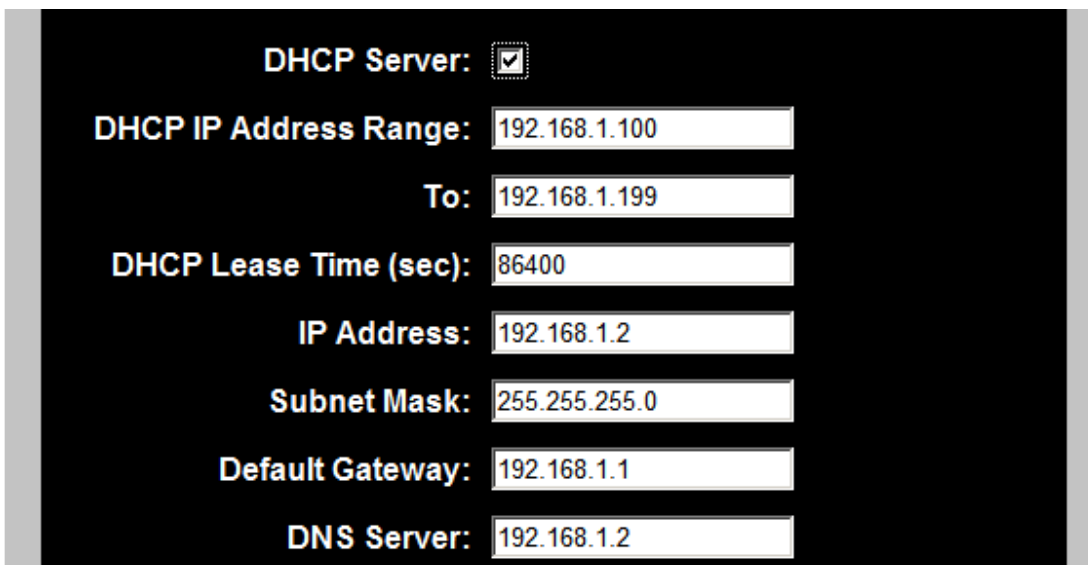 DHCP Server:
DHCP IP Address Range: 192.168.1.100
To: 192.168.1.199
DHCP Lease Time (sec): 86400
IP Address: 192.168.1.2
Subnet Mask: 255.255.255.0
Default Gateway: 192.168.1.1
DNS Server: 192.168.1.2